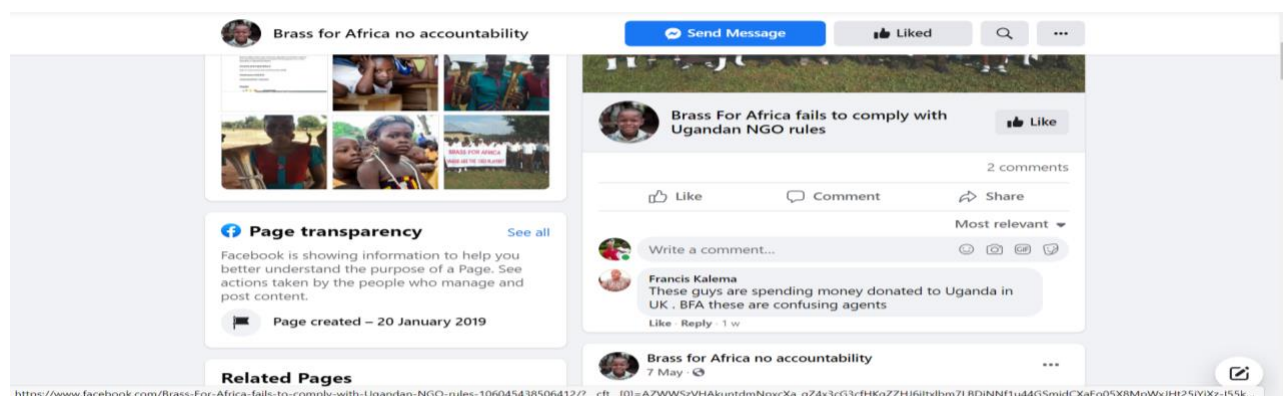 Brass for Africa no accountability
Send Message
Liked
BRASS FOR AFRICA
Page transparency
See all
Facebook is showing information to help you
better understand the purpose of a Page. See
actions taken by the people who manage and
post content.
Page created – 20 January 2019
Related Pages
Brass For Africa fails to comply with
Ugandan NGO rules
Like
2 comments
Like
Comment
Share
Most relevant
Write a comment...
GIF
Francis Kalema
These guys are spending money donated to Uganda in
UK . BFA these are confusing agents
Like · Reply · 1 w
Brass for Africa no accountability
7 May ·